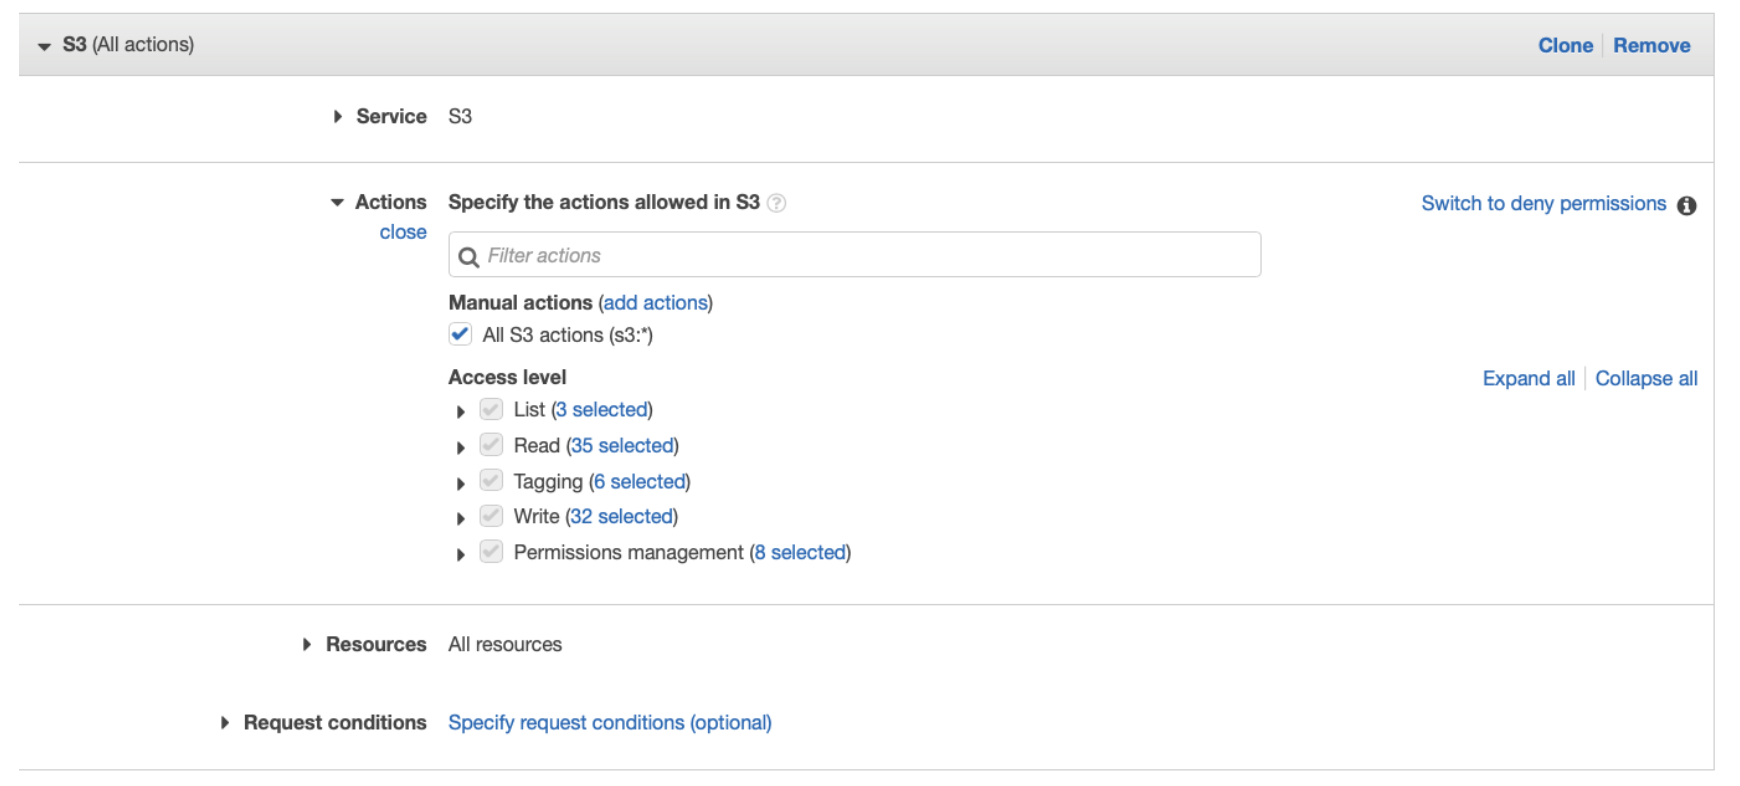 S3 (All actions) Clone Remove
Service S3
Actions Specify the actions allowed in S3 ? Switch to deny permissions i
close
Filter actions
Manual actions (add actions)
All S3 actions (s3:*)
Access level Expand all Collapse all
List (3 selected)
Read (35 selected)
Tagging (6 selected)
Write (32 selected)
Permissions management (8 selected)
Resources All resources
Request conditions Specify request conditions (optional)